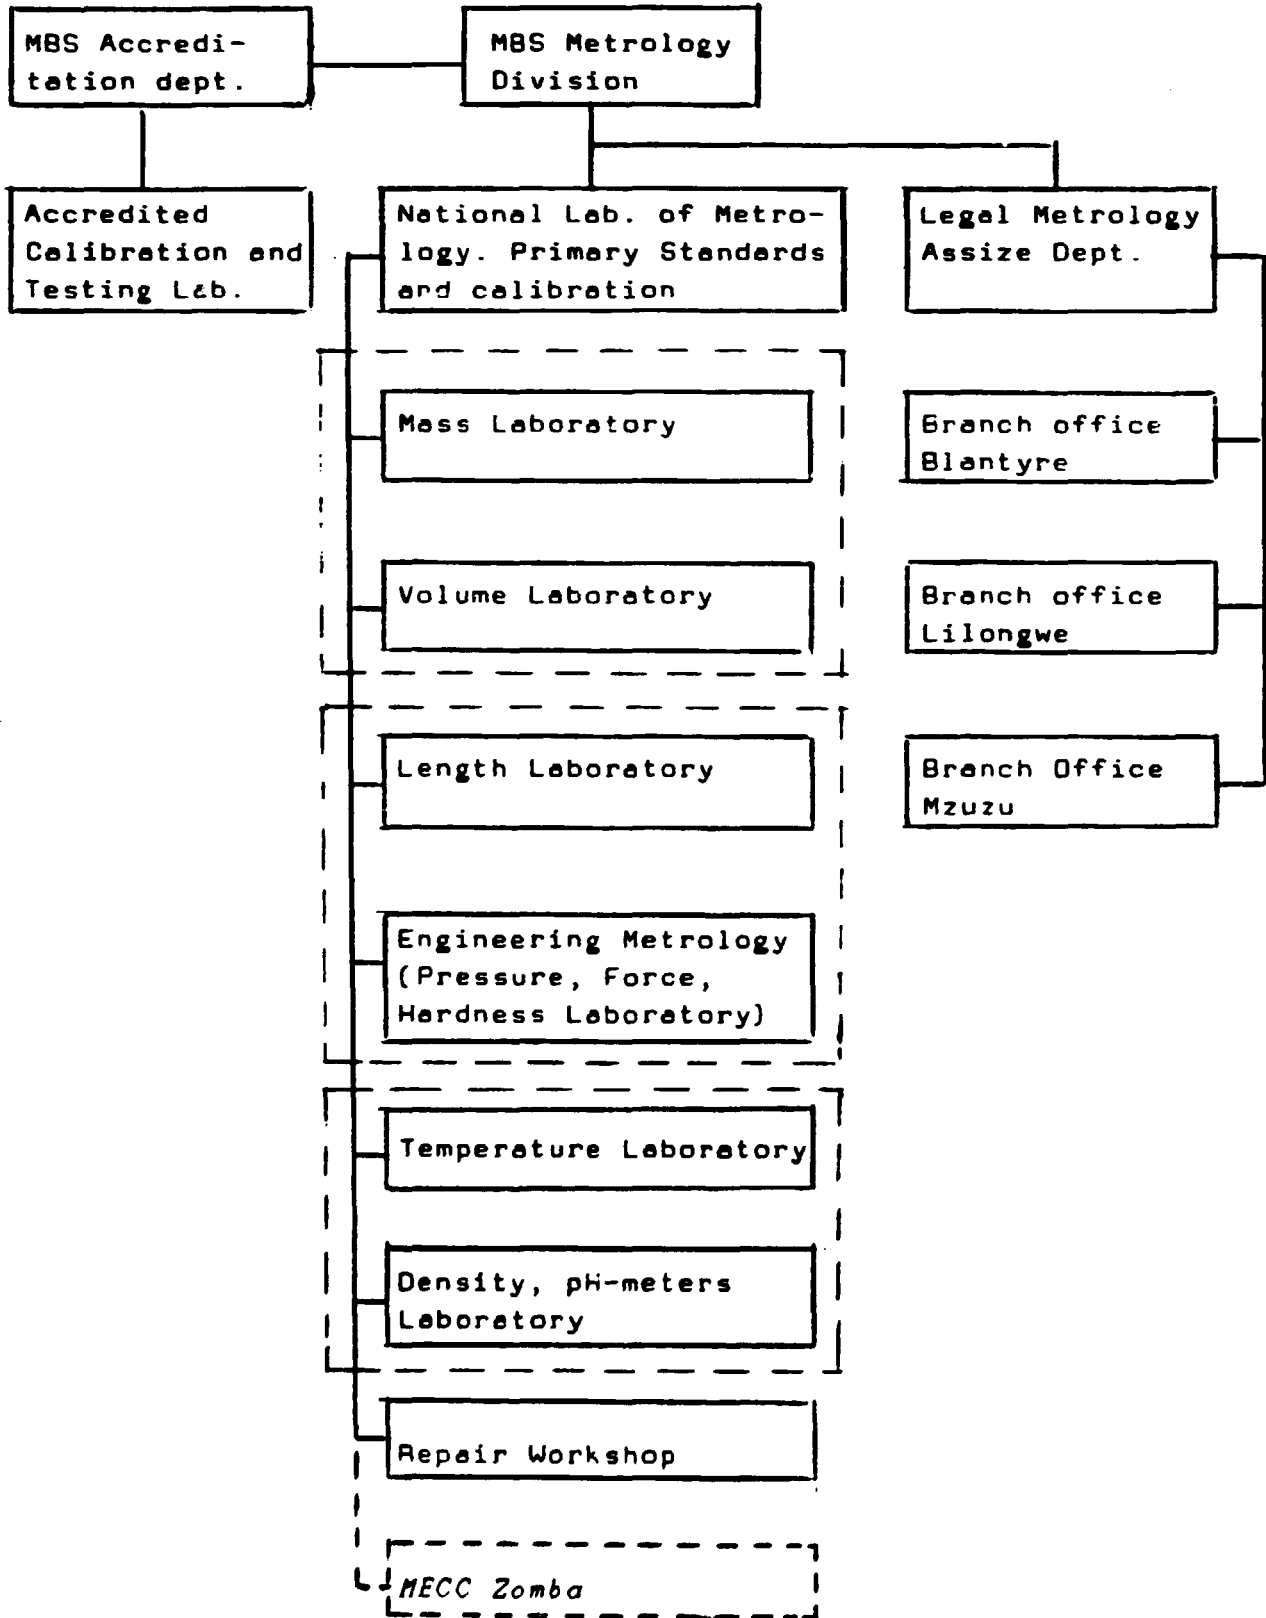 MBS Accredi-
tation dept.
MBS Metrology
Division
Accredited
Calibration and
Testing Lab.
National Lab. of Metro-
logy. Primary Standards
and calibration
Legal Metrology
Assize Dept.
Mass Laboratory
Branch office
Blantyre
Volume Laboratory
Branch office
Lilongwe
Length Laboratory
Branch Office
Mzuzu
Engineering Metrology
(Pressure, Force,
Hardness Laboratory)
Temperature Laboratory
Density, pH-meters
Laboratory
Repair Workshop
MECC Zomba